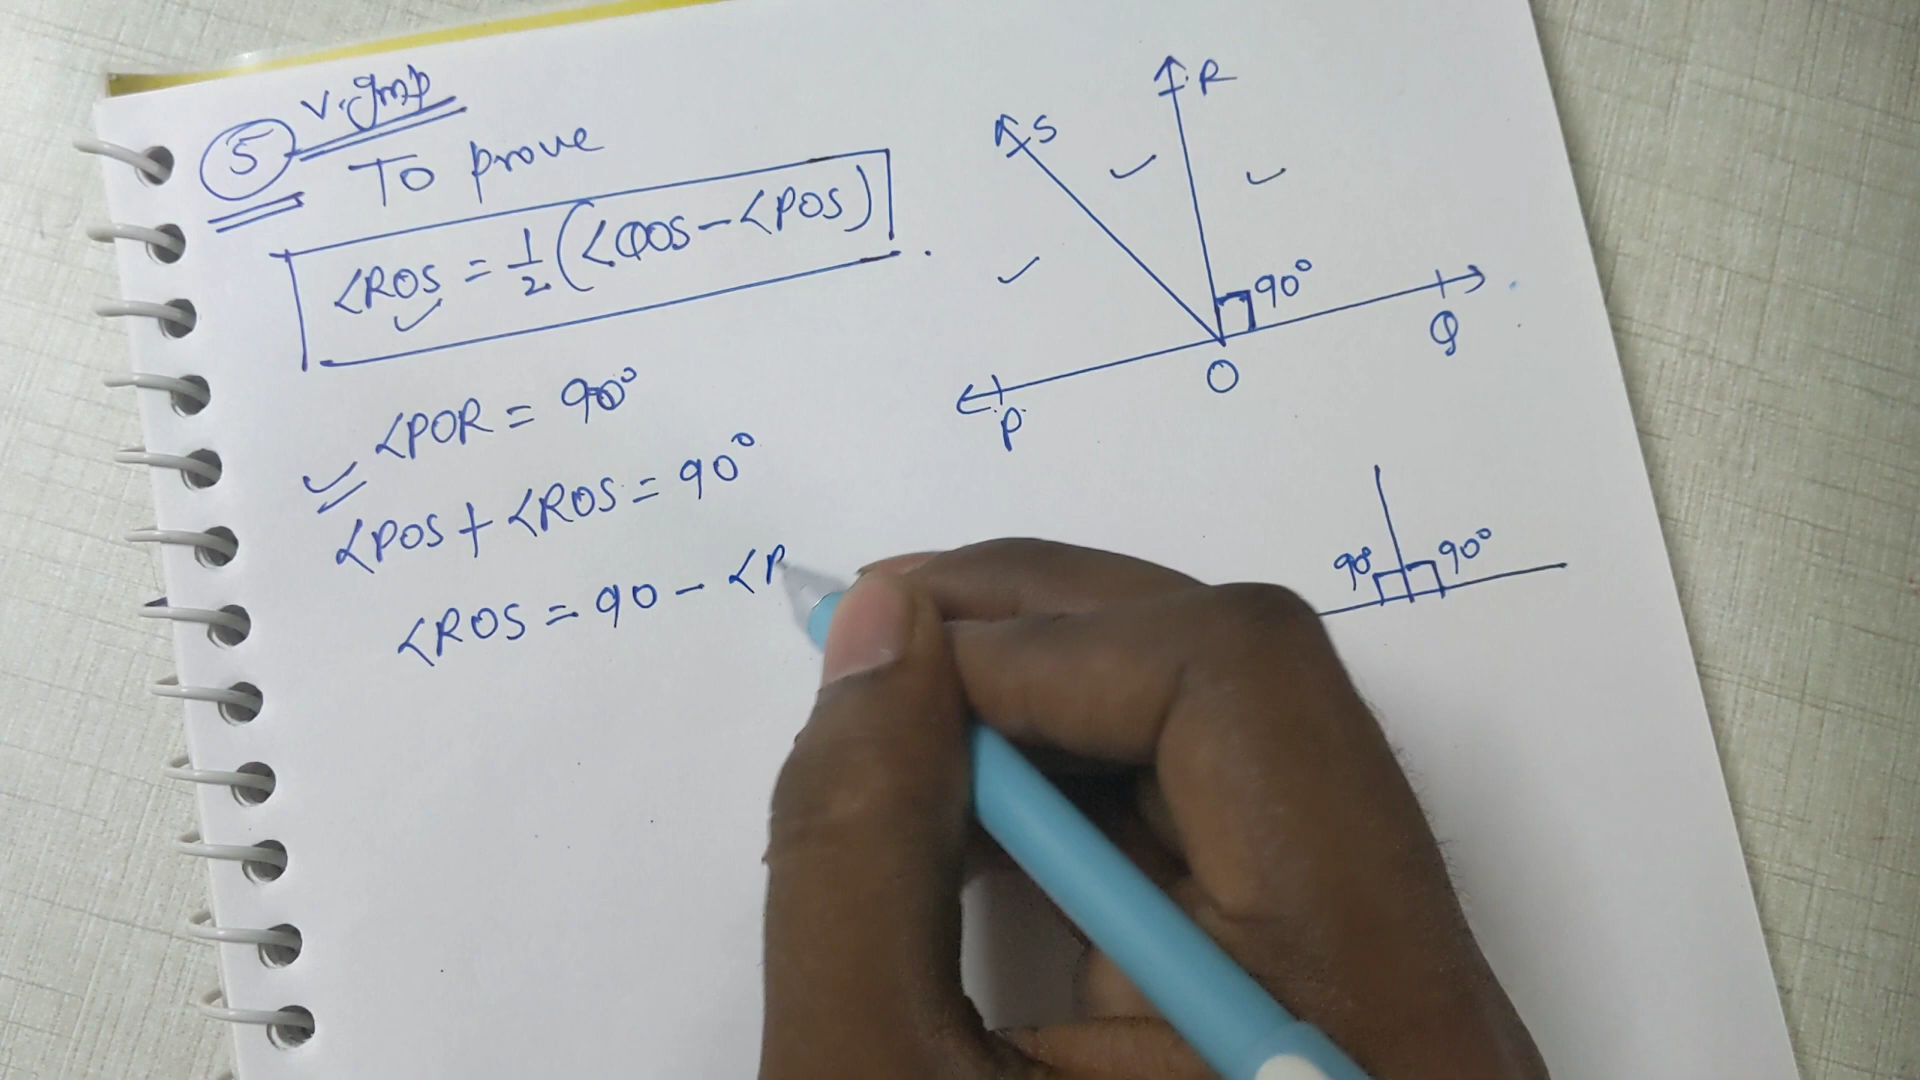 5 V. Imp
To prove
∠ROS = 1/2 (∠QOS - ∠POS)
∠POR = 90°
∠POS + ∠ROS = 90°
∠ROS = 90 - ∠P
R
S
90°
Q
O
P
90° 90°